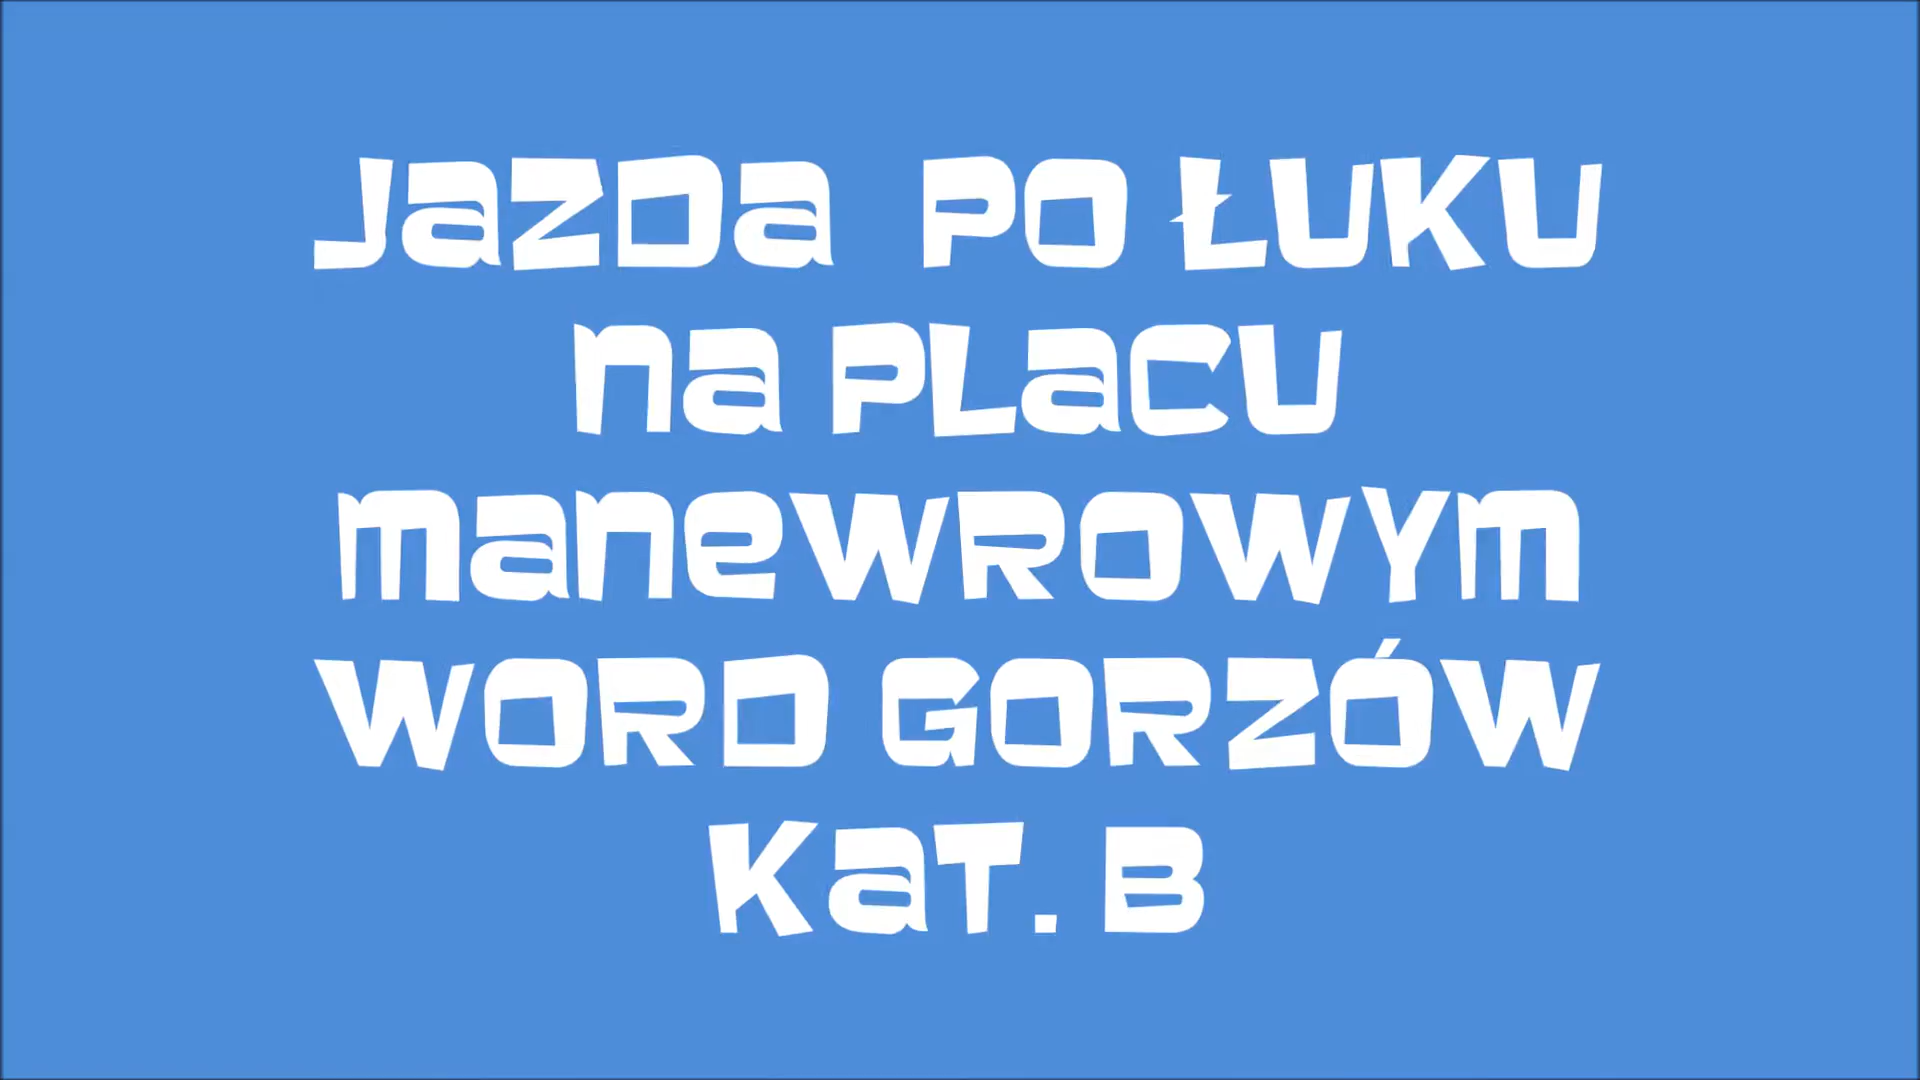 JAZDA PO ŁUKU
NA PLACU
MANEWROWYM
WORD GORZÓW
KAT. B